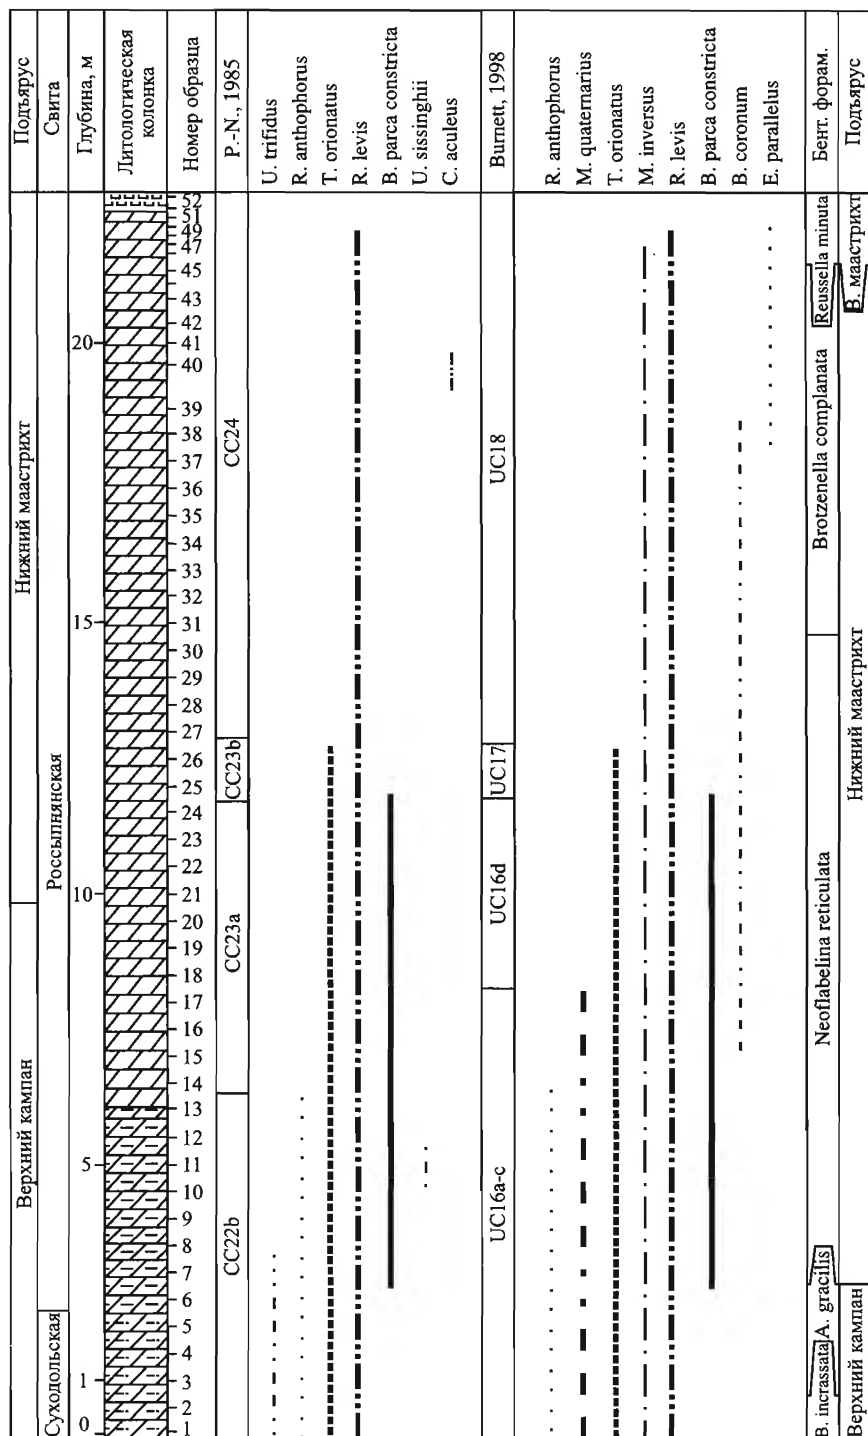 Подъярус
Свита
Глубина, м
Литологическая
колонка
Номер образца
P.-N., 1985
U. trifidus
R. anthophorus
T. orionatus
R. levis
B. parca constricta
U. sissinghii
C. aculeus
Burnett, 1998
R. anthophorus
M. quaternarius
T. orionatus
M. inversus
R. levis
B. parca constricta
B. coronum
E. parallelus
Бент. форам.
Подъярус
Нижний маастрихт
Верхний кампан
Россыпнянская
Суходольская
20
15
10
5
1
0
52
51
49
47
45
43
42
41
40
39
38
37
36
35
34
33
32
31
30
29
28
27
26
25
24
23
22
21
20
19
18
17
16
15
14
13
12
11
10
9
8
7
6
5
4
3
2
1
CC24
CC23b
CC23a
CC22b
UC18
UC17
UC16d
UC16a-c
Reussella minuta
Brotzenella complanata
Neoflabelina reticulata
A. gracilis
B. incrassata
В. маастрихт
Нижний маастрихт
Верхний кампан